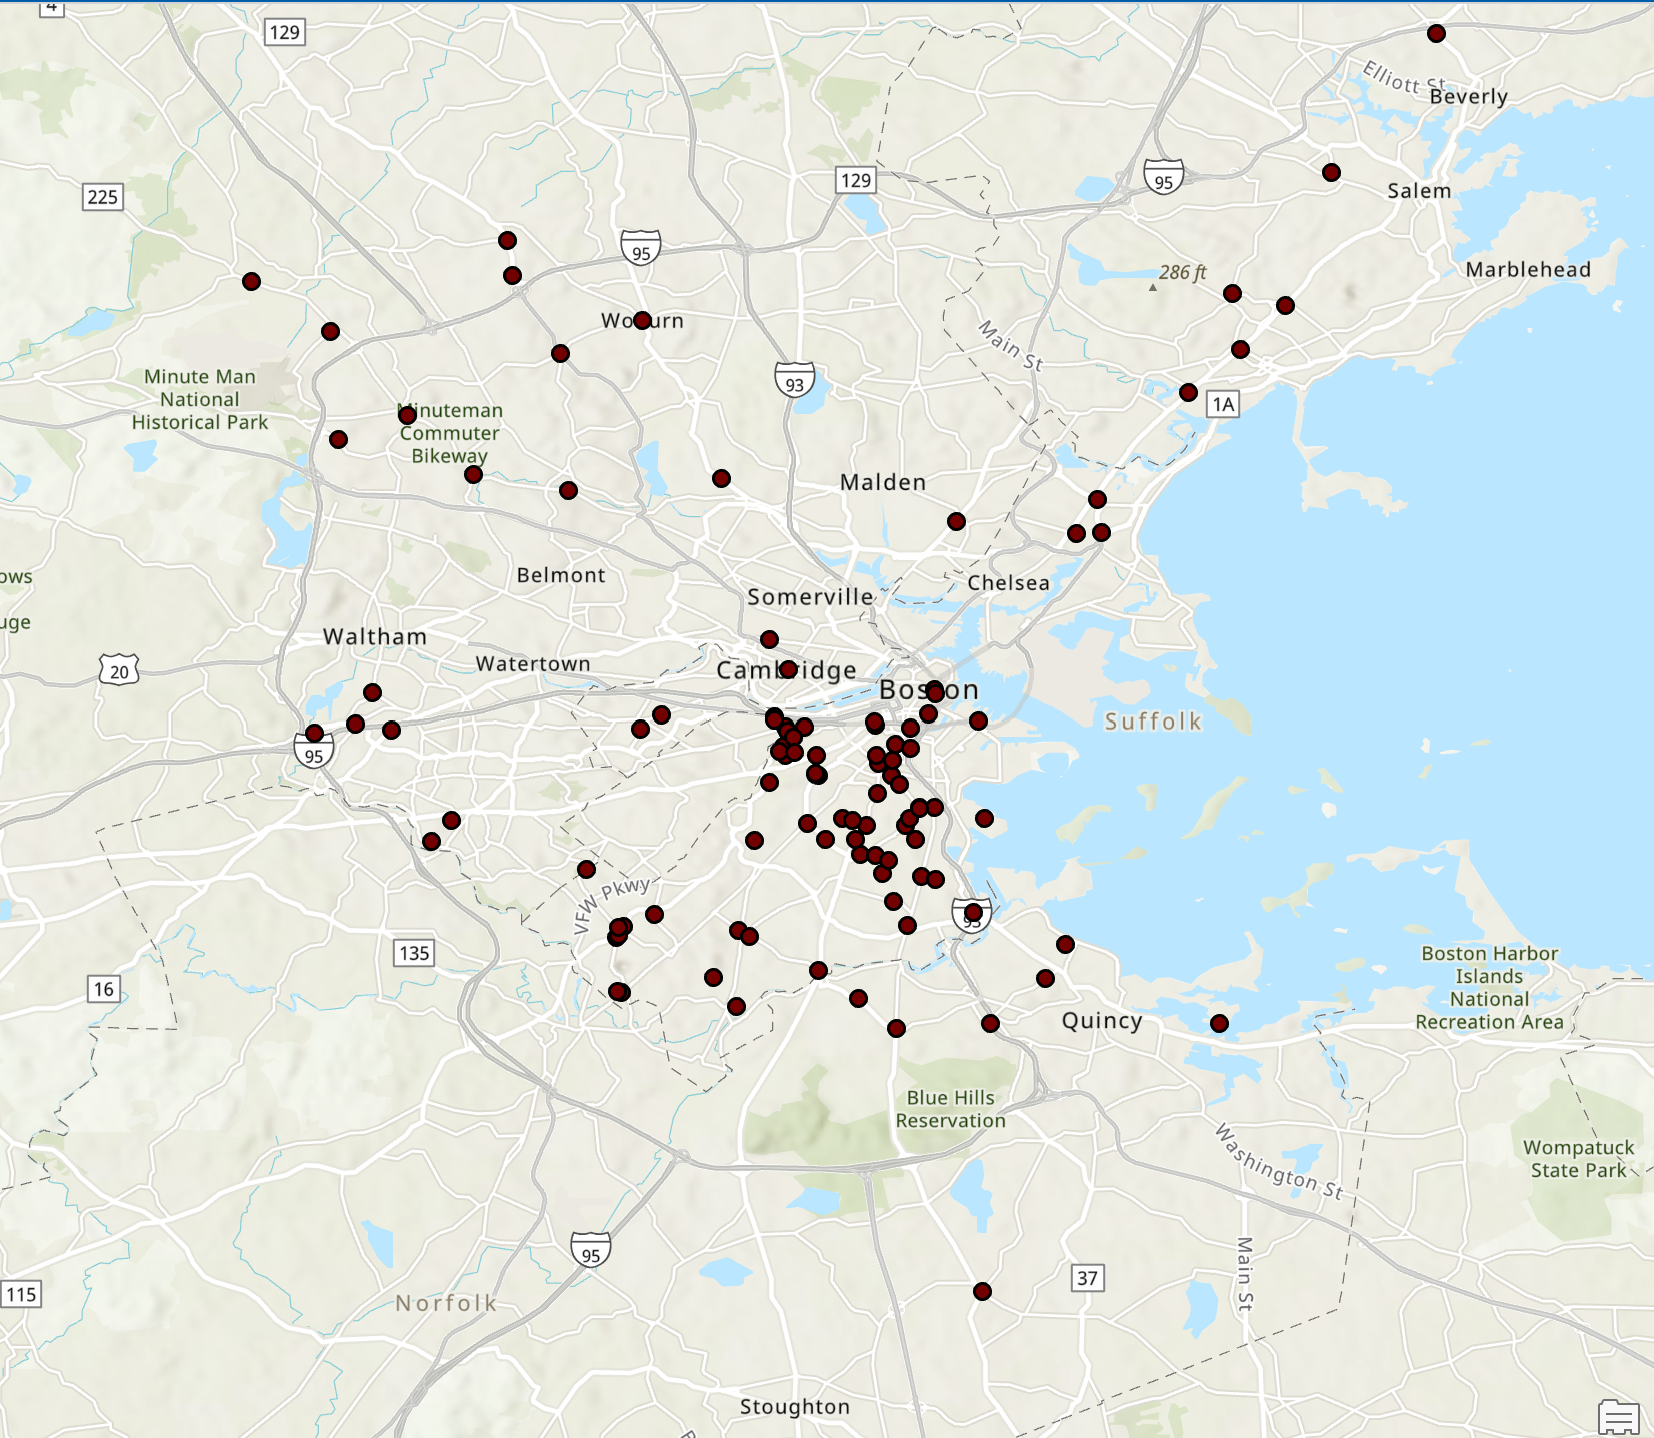 4
129
Elliott St
Beverly
129
95
225
Salem
95
Marblehead
286 ft
Woburn
Main St
93
Minute Man
National
Historical Park
1A
Minuteman
Commuter
Bikeway
Malden
Belmont
Chelsea
Somerville
Waltham
Watertown
20
Cambridge
Boston
Suffolk
95
VFW Pkwy
93
135
Boston Harbor
Islands
National
Recreation Area
16
Quincy
Blue Hills
Reservation
Washington St
Wompatuck
State Park
95
Main St
37
115
Norfolk
Stoughton